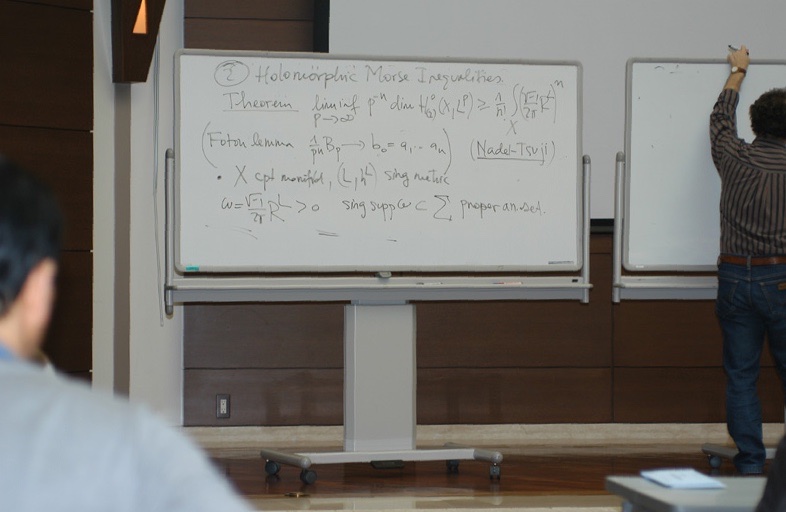 ② Holomorphic Morse Inequalities
Theorem liminf p→∞ p^{-n} dim H^0_{(2)}(X, L^p) ≥ 1/n! ∫_X (√-1/2π R^L)^n
(Fatou lemma 1/p^n B_p → b_0 = a_1 ... a_n) (Nadel-Tsuji)
• X cpt manifold, (L, h^L) sing metric
ω = √-1/2π R^L > 0 sing supp ω ⊂ Σ proper an. set.